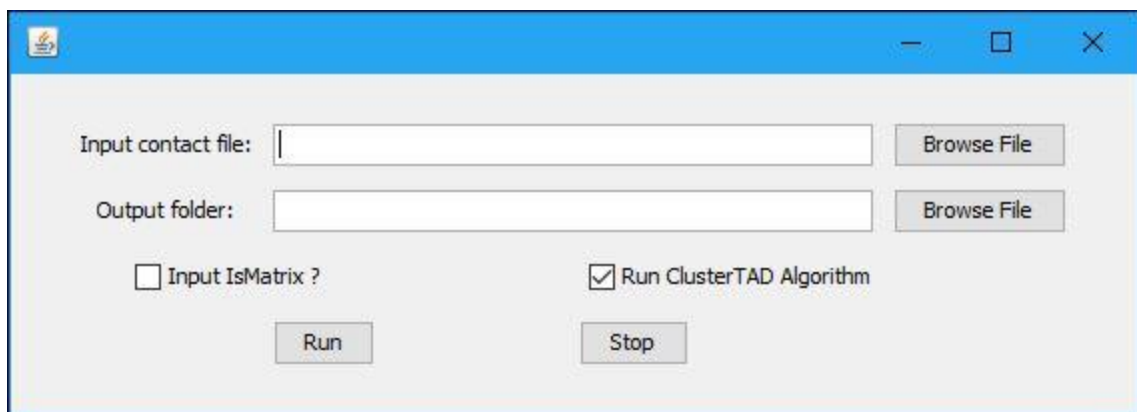 Input contact file: Browse File
Output folder: Browse File
Input IsMatrix ? Run ClusterTAD Algorithm
Run Stop